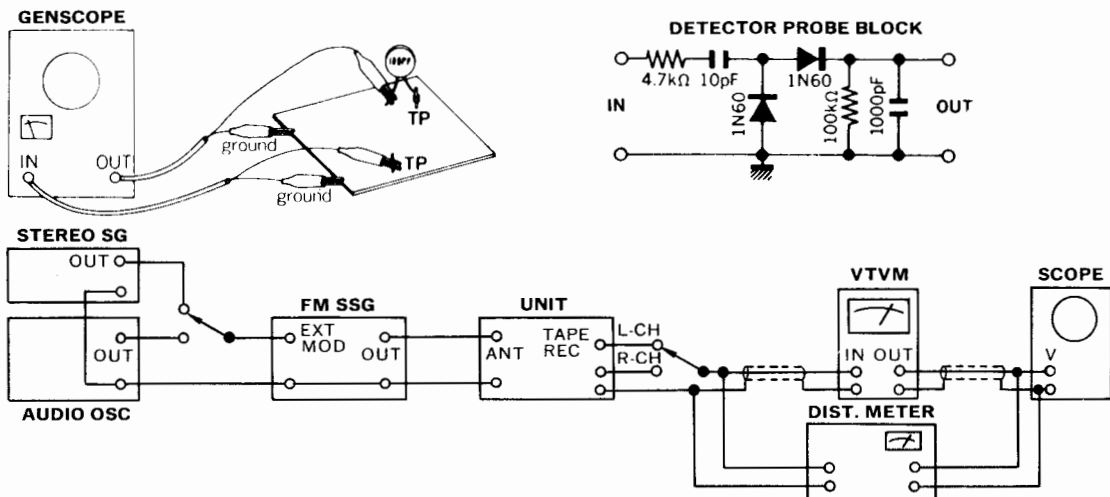 GENSCOPE
IN
OUT
ground
TP
TP
ground
DETECTOR PROBE BLOCK
IN
4.7kΩ
10pF
1N60
1N60
100kΩ
1000pF
OUT
STEREO SG
OUT
OUT
AUDIO OSC
FM SSG
EXT
MOD
OUT
UNIT
ANT
TAPE
REC
L-CH
R-CH
VTVM
IN OUT
SCOPE
V
DIST. METER